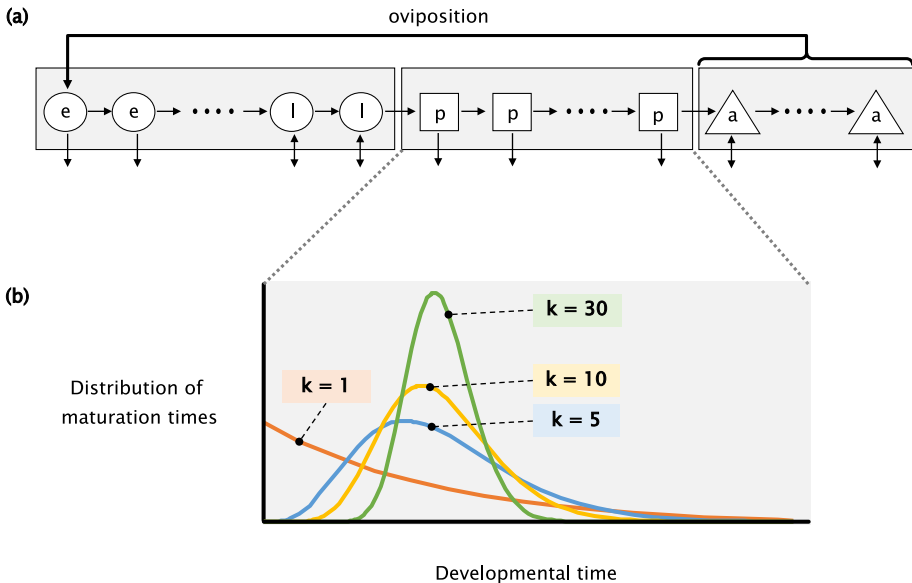 (a)
oviposition
e e l l p p p a a
(b)
k = 30
k = 10
k = 1
k = 5
Distribution of
maturation times
Developmental time